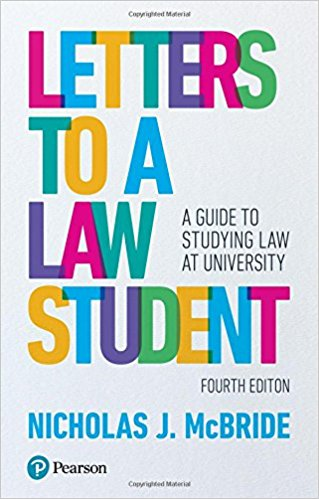 LETTERS
TO A
LAW
STUDENT
A GUIDE TO
STUDYING LAW
AT UNIVERSITY
FOURTH EDITON
NICHOLAS J. McBRIDE
Pearson